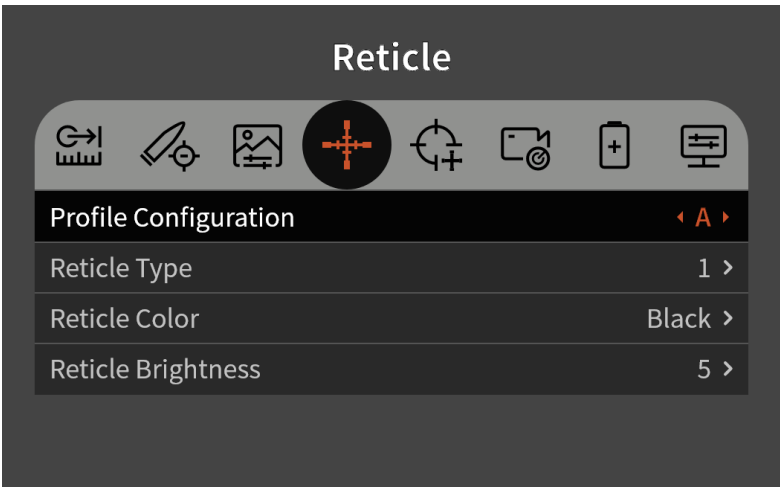 Reticle
Profile Configuration A
Reticle Type 1
Reticle Color Black
Reticle Brightness 5